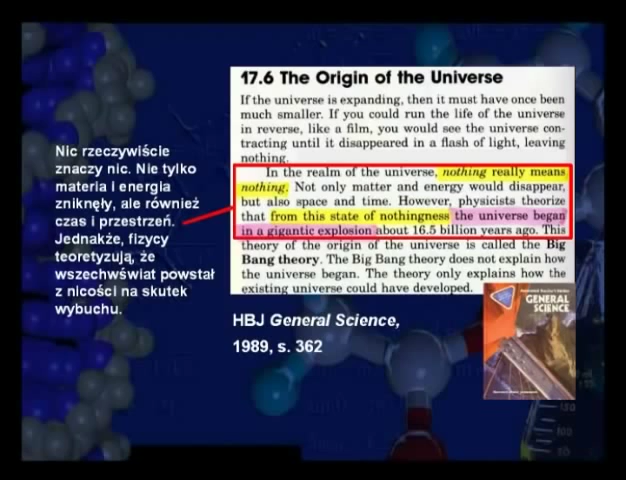 17.6 The Origin of the Universe
If the universe is expanding, then it must have once been
much smaller. If you could run the life of the universe
in reverse, like a film, you would see the universe con-
tracting until it disappeared in a flash of light, leaving
nothing.
In the realm of the universe, nothing really means
nothing. Not only matter and energy would disappear,
but also space and time. However, physicists theorize
that from this state of nothingness the universe began
in a gigantic explosion about 16.5 billion years ago. This
theory of the origin of the universe is called the Big
Bang theory. The Big Bang theory does not explain how
the universe began. The theory only explains how the
existing universe could have developed.
Nic rzeczywiście
znaczy nic. Nie tylko
materia i energia
zniknęły, ale również
czas i przestrzeń.
Jednakże, fizycy
teoretyzują, że
wszechświat powstał
z nicości na skutek
wybuchu.
HBJ General Science,
1989, s. 362
GENERAL
SCIENCE
150
100
50